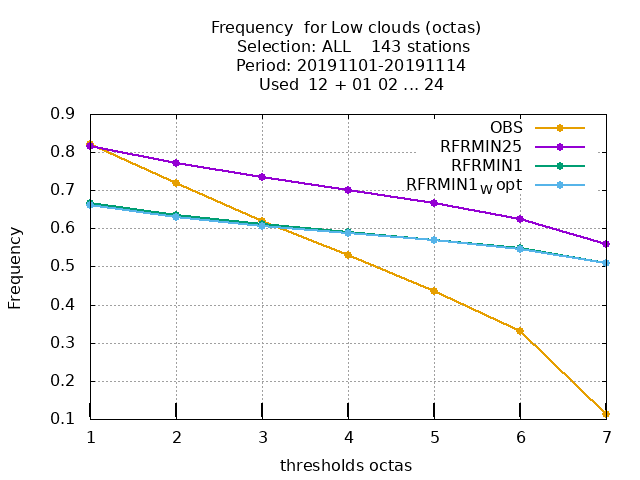 Frequency  for Low clouds (octas)
Selection: ALL    143 stations
Period: 20191101-20191114
Used  12 + 01 02 ... 24
OBS
RFRMIN25
RFRMIN1
RFRMIN1w opt
0.9
0.8
0.7
0.6
0.5
0.4
0.3
0.2
0.1
Frequency
1 2 3 4 5 6 7
thresholds octas